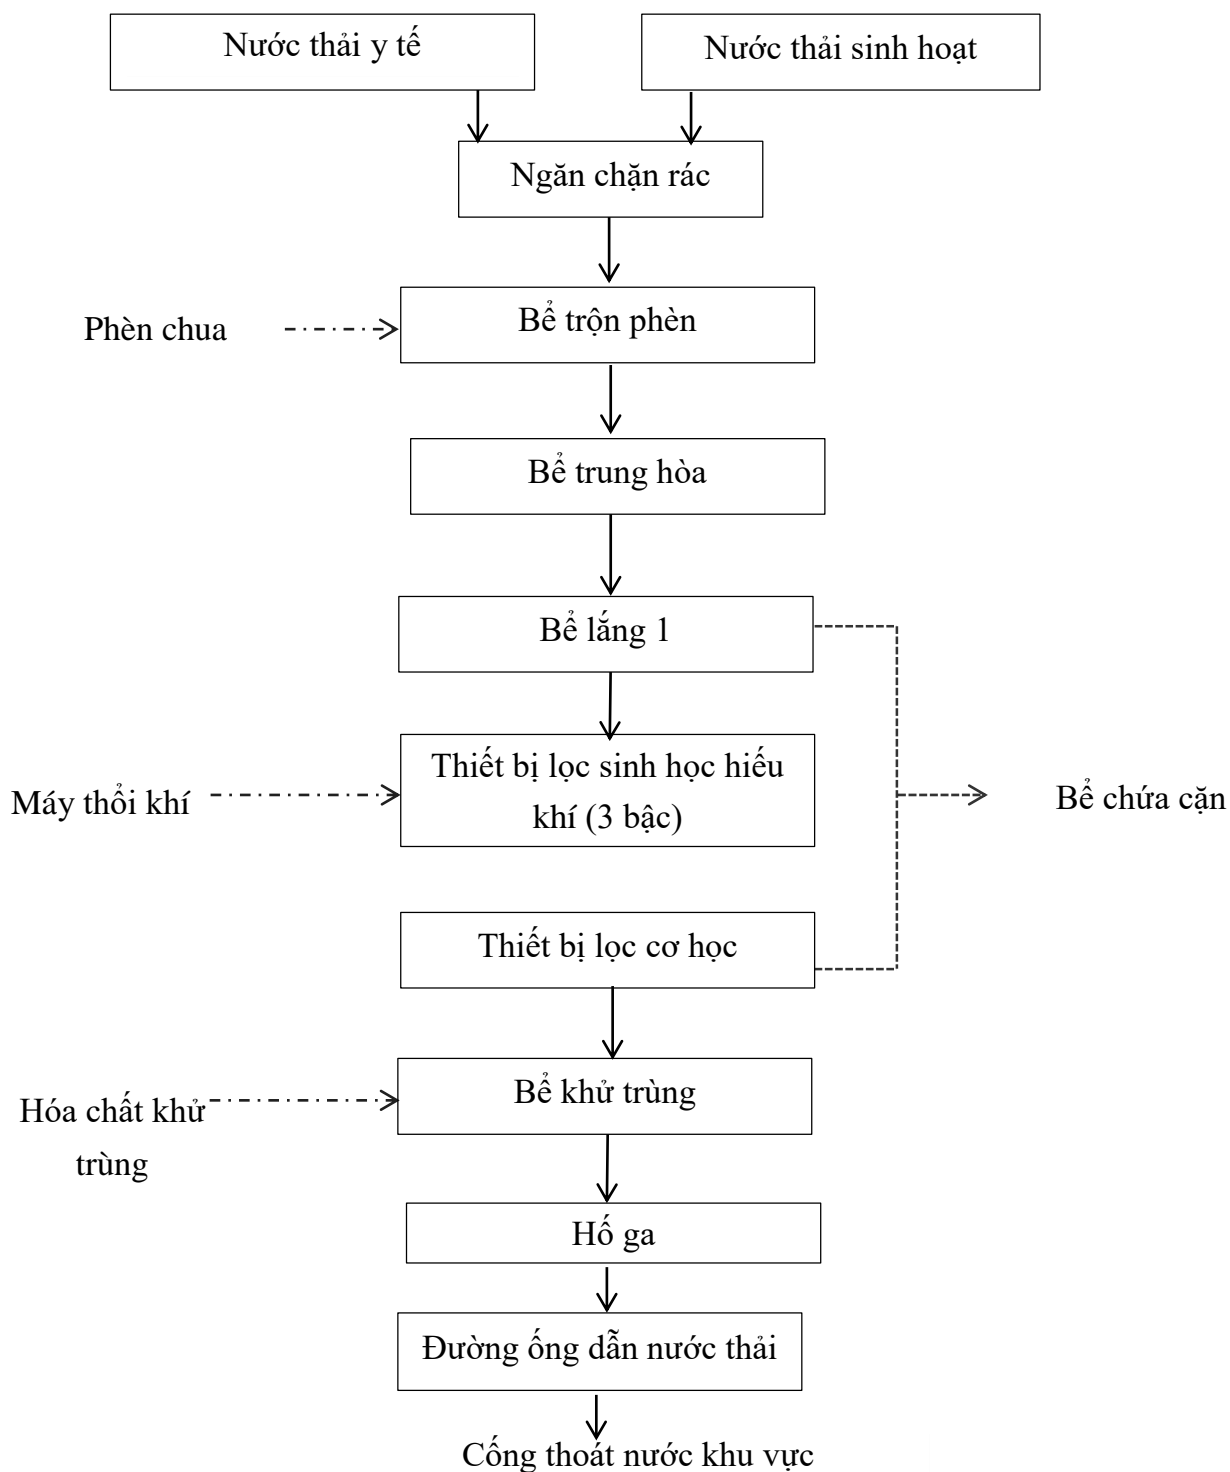 Nước thải y tế
Nước thải sinh hoạt
Ngăn chặn rác
Phèn chua
Bể trộn phèn
Bể trung hòa
Bể lắng 1
Thiết bị lọc sinh học hiếu
khí (3 bậc)
Máy thổi khí
Bể chứa cặn
Thiết bị lọc cơ học
Bể khử trùng
Hóa chất khử
trùng
Hố ga
Đường ống dẫn nước thải
Cống thoát nước khu vực